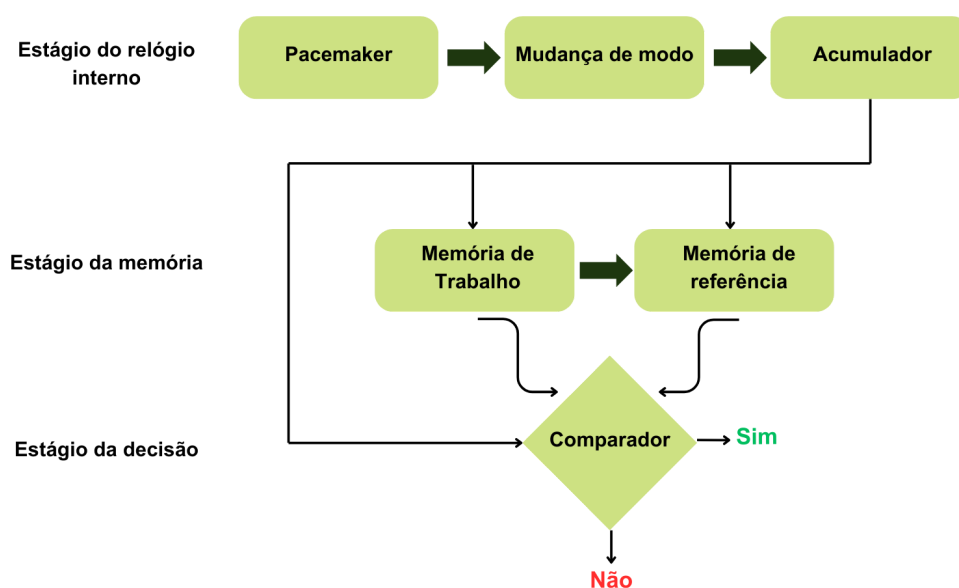 Estágio do relógio
interno
Pacemaker
Mudança de modo
Acumulador
Estágio da memória
Memória de
Trabalho
Memória de
referência
Estágio da decisão
Comparador
Sim
Não